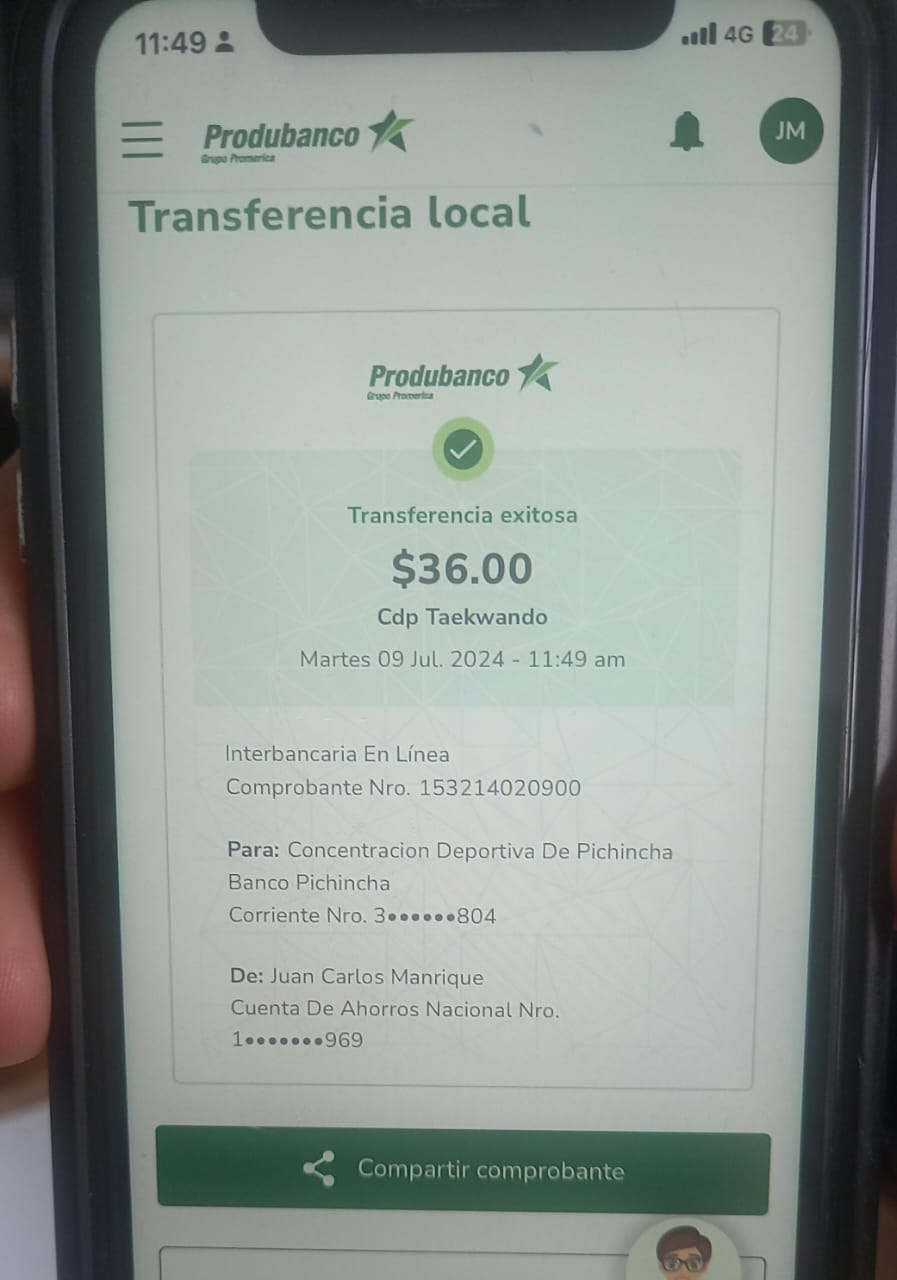 11:49
4G 24
Produbanco
Grupo Promerica
JM
Transferencia local
Produbanco
Grupo Promerica
Transferencia exitosa
$36.00
Cdp Taekwando
Martes 09 Jul. 2024 - 11:49 am
Interbancaria En Línea
Comprobante Nro. 153214020900
Para: Concentracion Deportiva De Pichincha
Banco Pichincha
Corriente Nro. 3••••••804
De: Juan Carlos Manrique
Cuenta De Ahorros Nacional Nro.
1•••••••969
Compartir comprobante